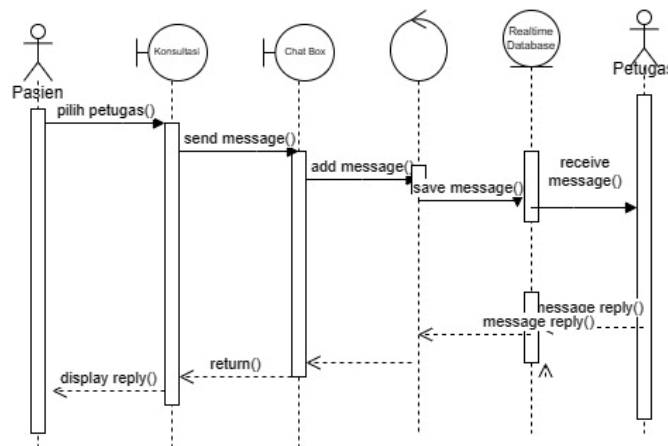 Konsultasi
Chat Box
Realtime
Database
Pasien
Petugas
pilih petugas()
send message()
add message()
save message()
receive
message()
message reply()
message reply()
return()
display reply()